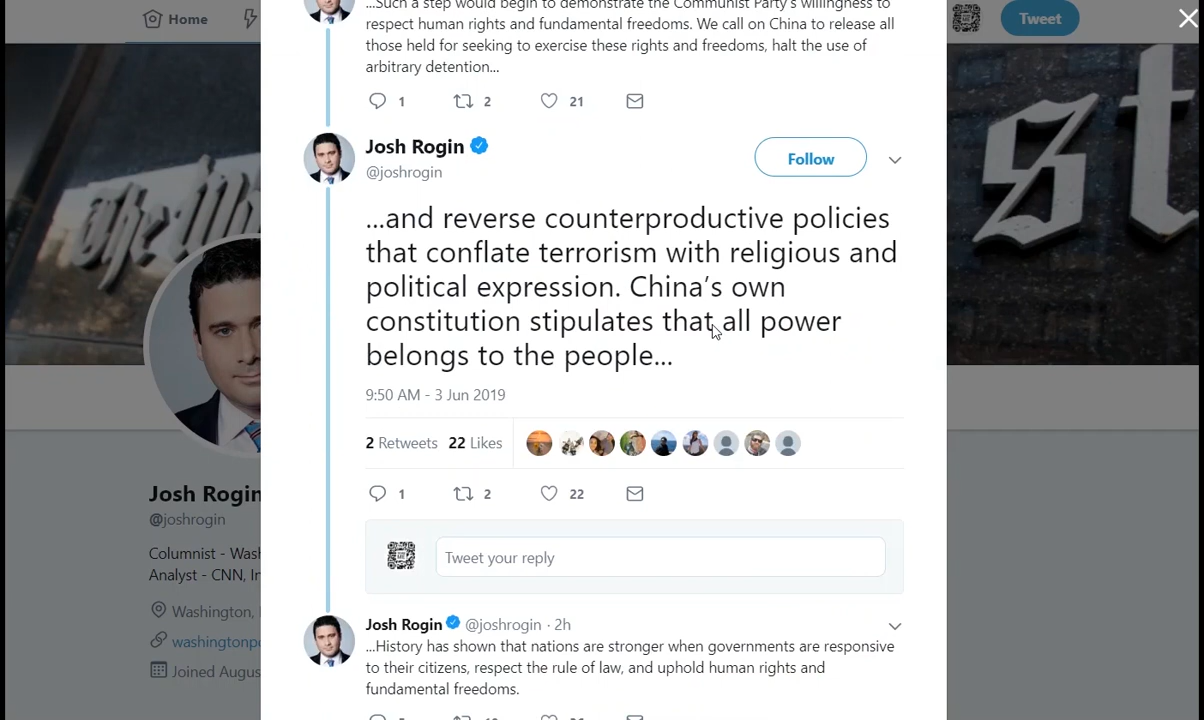 Home
Tweet
...Such a step would begin to demonstrate the Communist Party's willingness to
respect human rights and fundamental freedoms. We call on China to release all
those held for seeking to exercise these rights and freedoms, halt the use of
arbitrary detention...
1 2 21
Josh Rogin
@joshrogin
Follow
...and reverse counterproductive policies
that conflate terrorism with religious and
political expression. China's own
constitution stipulates that all power
belongs to the people...
9:50 AM - 3 Jun 2019
2 Retweets 22 Likes
1 2 22
Tweet your reply
Josh Rogin @joshrogin · 2h
...History has shown that nations are stronger when governments are responsive
to their citizens, respect the rule of law, and uphold human rights and
fundamental freedoms.
Josh Rogin
@joshrogin
Columnist - Wash
Analyst - CNN, In
Washington,
washingtonpo
Joined Augus
st